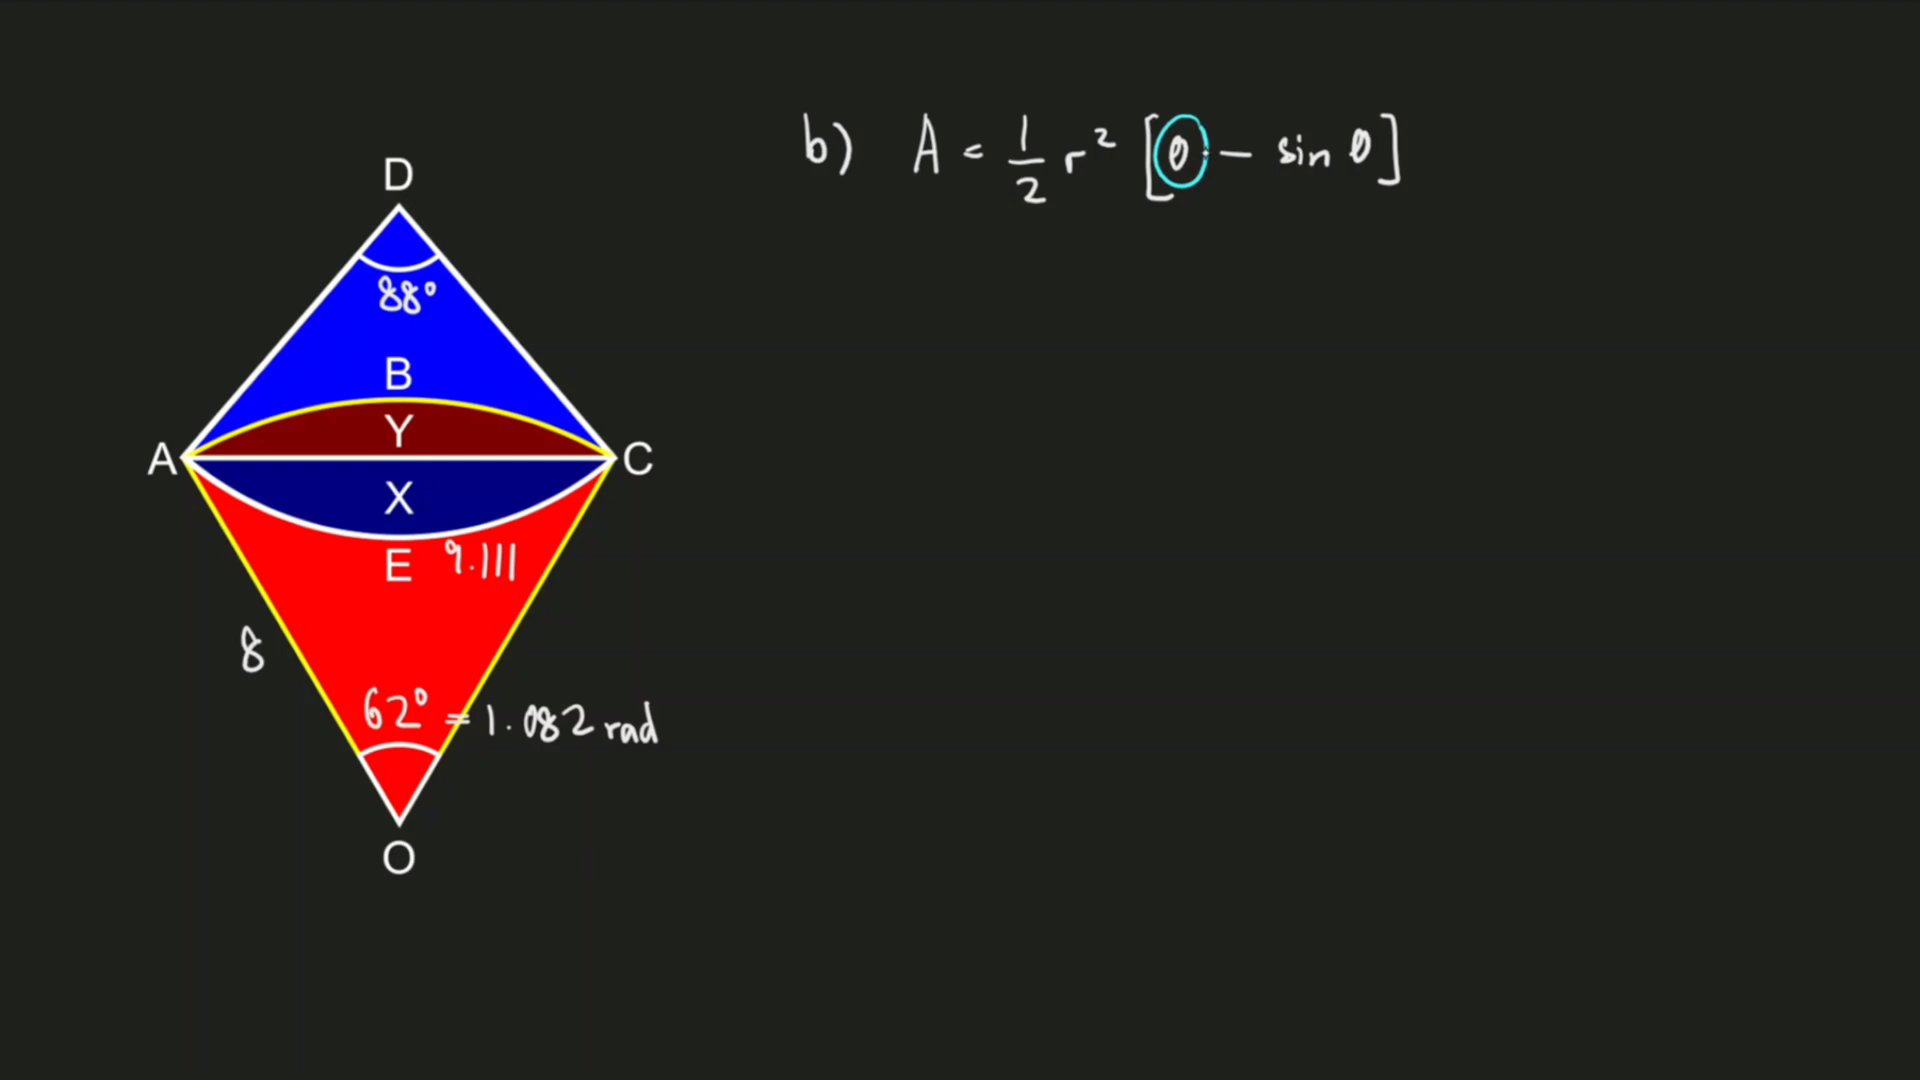 b) A = 1/2 r² [θ - sin θ]
D
88°
B
Y
A C
X
E 9.111
8
62° = 1.082 rad
O